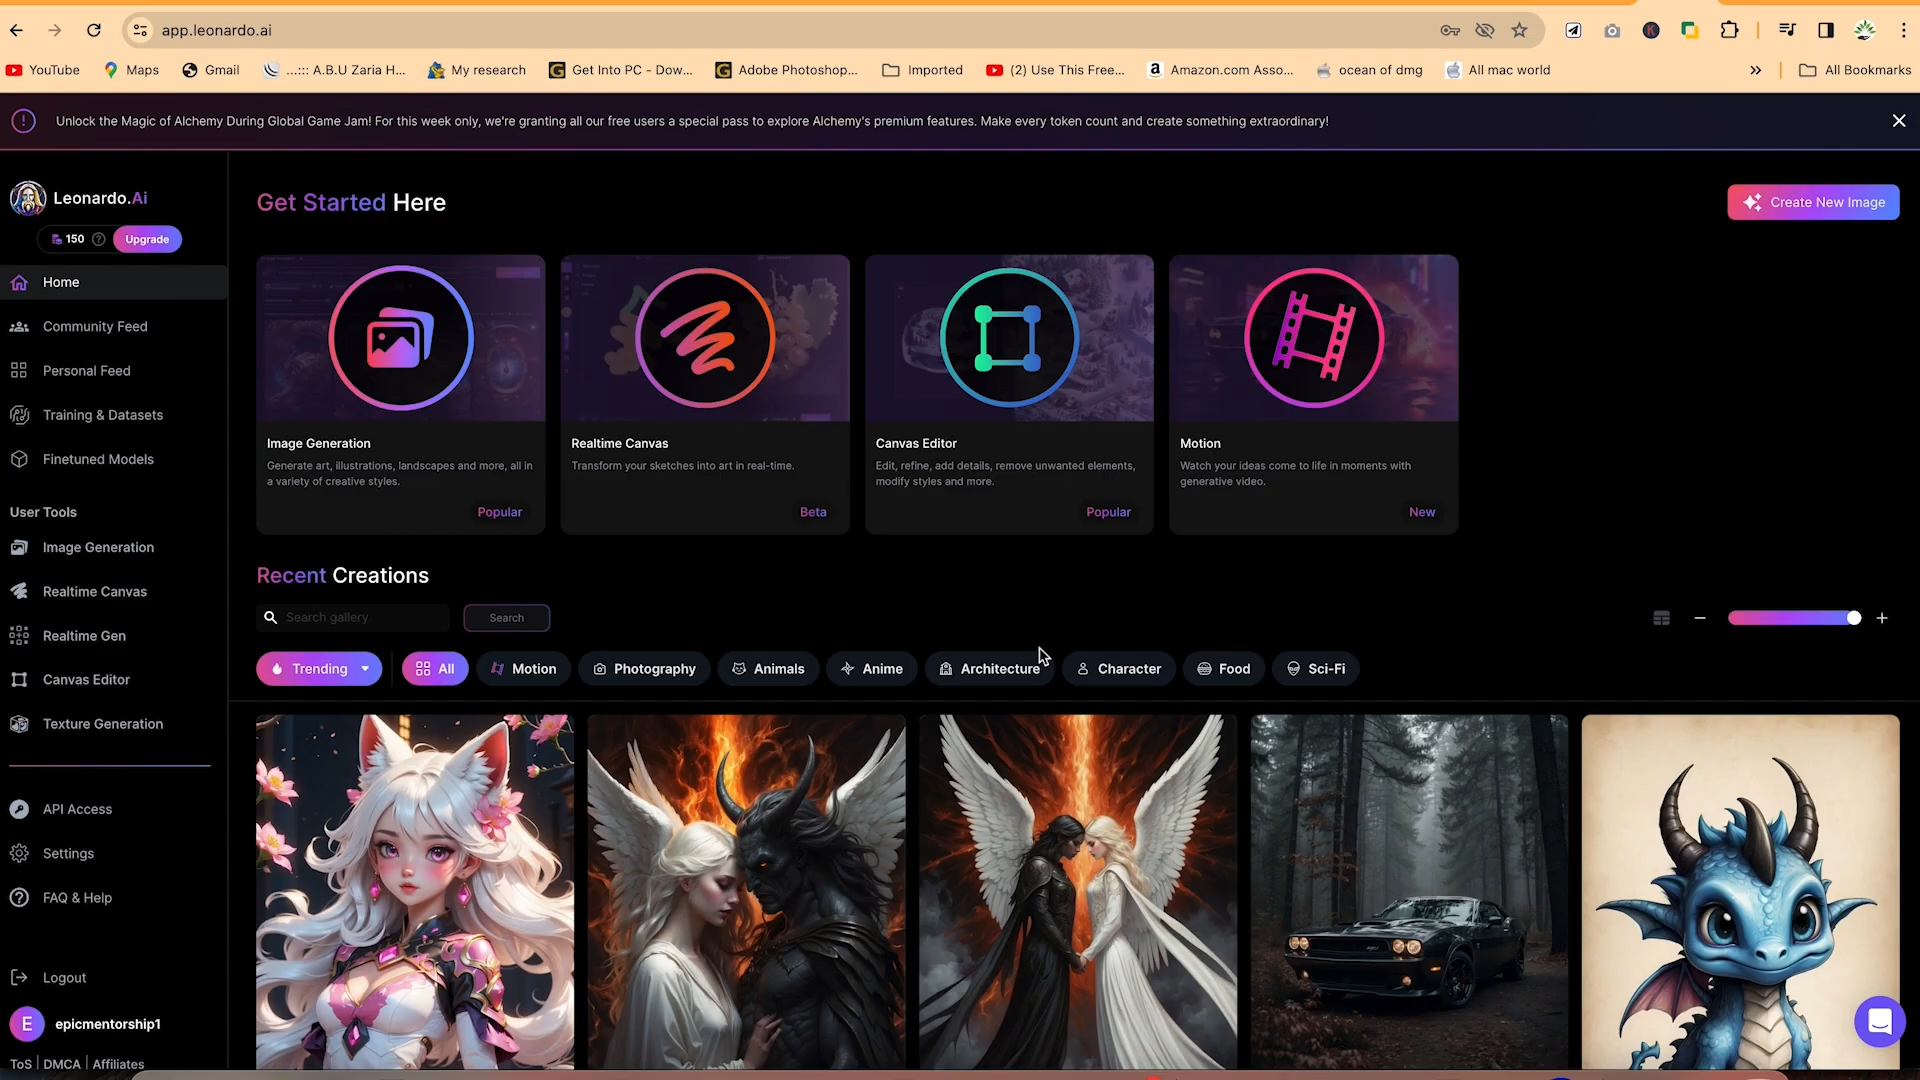 app.leonardo.ai
YouTube
Maps
Gmail
...::: A.B.U Zaria H...
My research
Get Into PC - Dow...
Adobe Photoshop...
Imported
(2) Use This Free...
Amazon.com Asso...
ocean of dmg
All mac world
All Bookmarks
Unlock the Magic of Alchemy During Global Game Jam! For this week only, we're granting all our free users a special pass to explore Alchemy's premium features. Make every token count and create something extraordinary!
Leonardo.Ai
150
Upgrade
Home
Community Feed
Personal Feed
Training & Datasets
Finetuned Models
User Tools
Image Generation
Realtime Canvas
Realtime Gen
Canvas Editor
Texture Generation
API Access
Settings
FAQ & Help
Logout
E
epicmentorship1
ToS | DMCA | Affiliates
Get Started Here
Create New Image
Image Generation
Generate art, illustrations, landscapes and more, all in
a variety of creative styles.
Popular
Realtime Canvas
Transform your sketches into art in real-time.
Beta
Canvas Editor
Edit, refine, add details, remove unwanted elements,
modify styles and more.
Popular
Motion
Watch your ideas come to life in moments with
generative video.
New
Recent Creations
Search gallery
Search
Trending
All
Motion
Photography
Animals
Anime
Architecture
Character
Food
Sci-Fi